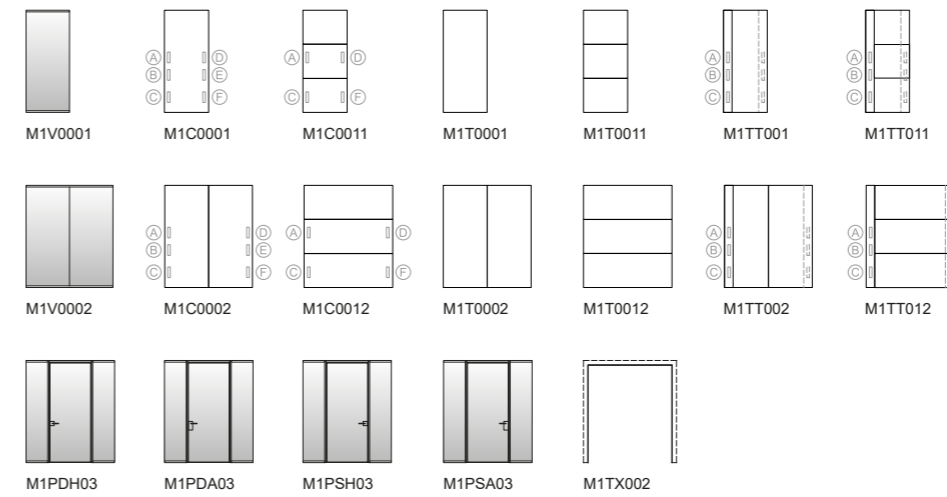 A D A D A A
B E B B
C F C F C C
M1V0001 M1C0001 M1C0011 M1T0001 M1T0011 M1TT001 M1TT011
A D A D A A
B E B B
C F C F C C
M1V0002 M1C0002 M1C0012 M1T0002 M1T0012 M1TT002 M1TT012
M1PDH03 M1PDA03 M1PSH03 M1PSA03 M1TX002